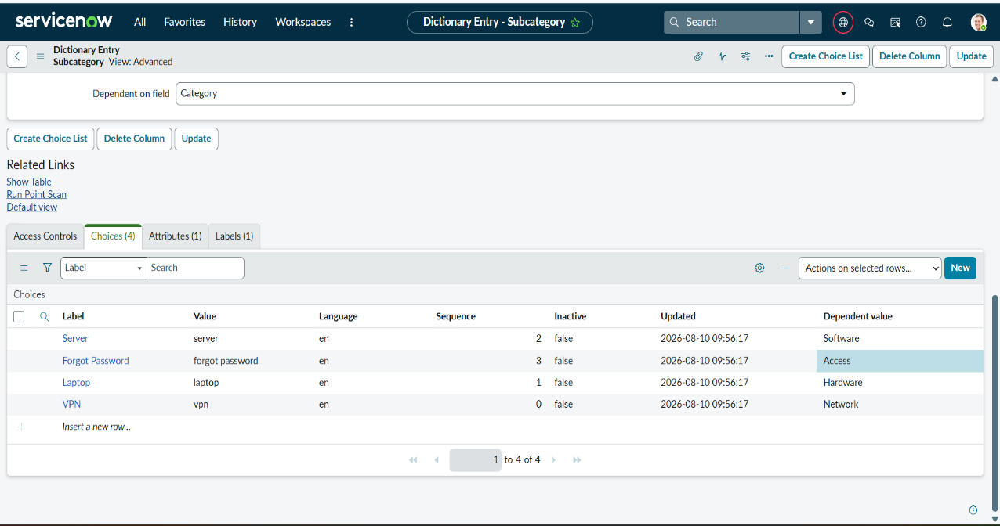 servicenow All Favorites History Workspaces Dictionary Entry - Subcategory Search
Dictionary Entry
Subcategory View: Advanced
Create Choice List Delete Column Update
Dependent on field Category
Create Choice List Delete Column Update
Related Links
Show Table
Run Point Scan
Default view
Access Controls Choices (4) Attributes (1) Labels (1)
Label Search Actions on selected rows... New
Choices
Label Value Language Sequence Inactive Updated Dependent value
Server server en 2 false 2026-08-10 09:56:17 Software
Forgot Password forgot password en 3 false 2026-08-10 09:56:17 Access
Laptop laptop en 1 false 2026-08-10 09:56:17 Hardware
VPN vpn en 0 false 2026-08-10 09:56:17 Network
Insert a new row...
1 to 4 of 4